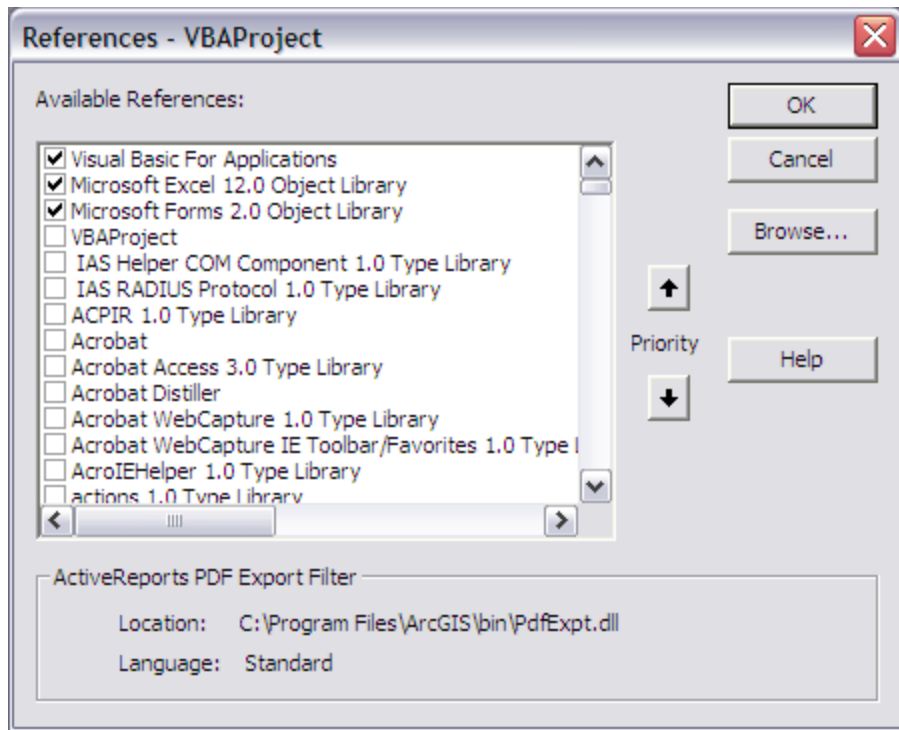 References - VBAProject
Available References:
OK
Cancel
Browse...
Help
Visual Basic For Applications
Microsoft Excel 12.0 Object Library
Microsoft Forms 2.0 Object Library
VBAProject
IAS Helper COM Component 1.0 Type Library
IAS RADIUS Protocol 1.0 Type Library
ACPIR 1.0 Type Library
Acrobat
Acrobat Access 3.0 Type Library
Acrobat Distiller
Acrobat WebCapture 1.0 Type Library
Acrobat WebCapture IE Toolbar/Favorites 1.0 Type
AcroIEHelper 1.0 Type Library
actions 1.0 Type Library
Priority
ActiveReports PDF Export Filter
Location: C:\Program Files\ArcGIS\bin\PdfExpt.dll
Language: Standard